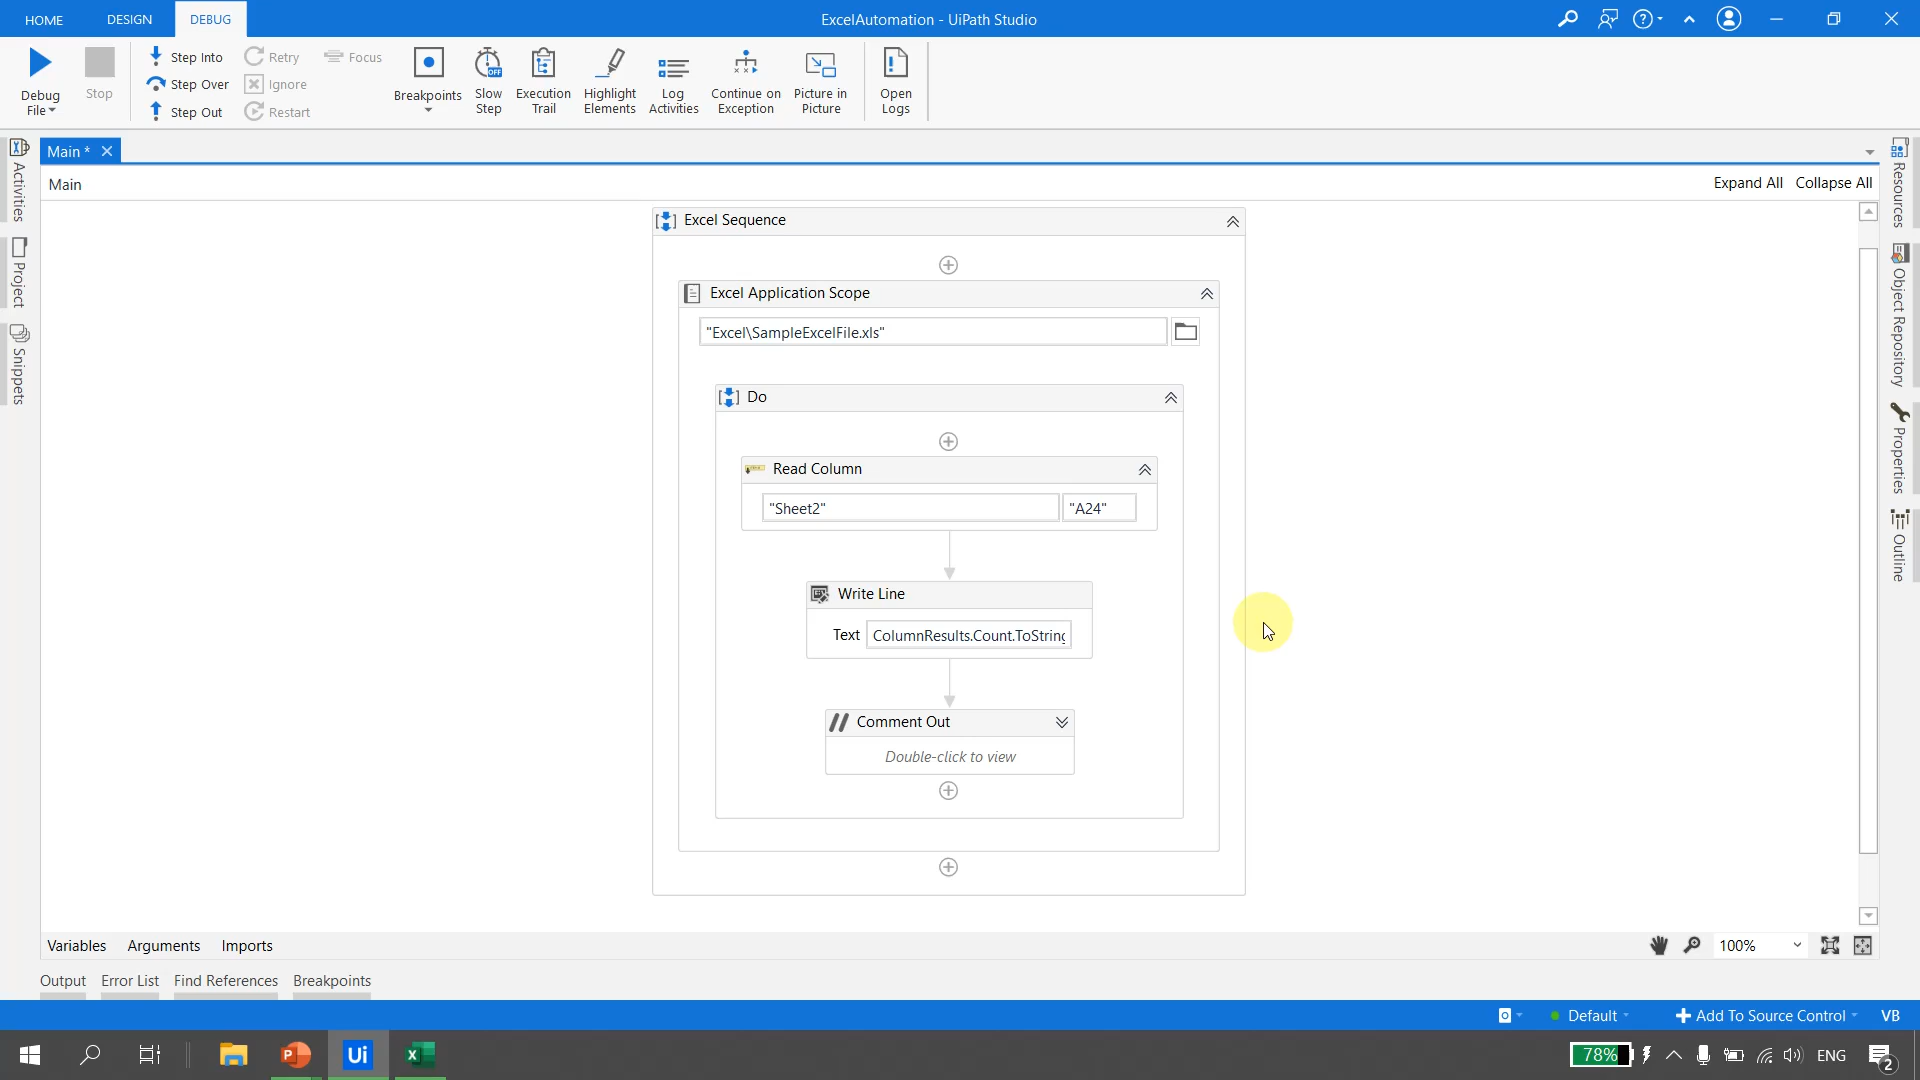 HOME DESIGN DEBUG ExcelAutomation - UiPath Studio
Debug File
Stop
Step Into
Step Over
Step Out
Retry
Ignore
Restart
Focus
Breakpoints
Slow Step
OFF
Execution Trail
Highlight Elements
Log Activities
Continue on Exception
Picture in Picture
Open Logs
Main *
Main
Expand All Collapse All
Activities
Project
Snippets
Resources
Object Repository
Properties
Outline
Excel Sequence
Excel Application Scope
"Excel\SampleExcelFile.xls"
Do
Read Column
"Sheet2" "A24"
Write Line
Text ColumnResults.Count.ToString
// Comment Out
Double-click to view
Variables Arguments Imports
100%
Output Error List Find References Breakpoints
Default
Add To Source Control
VB
P
Ui
X
78%
ENG
2